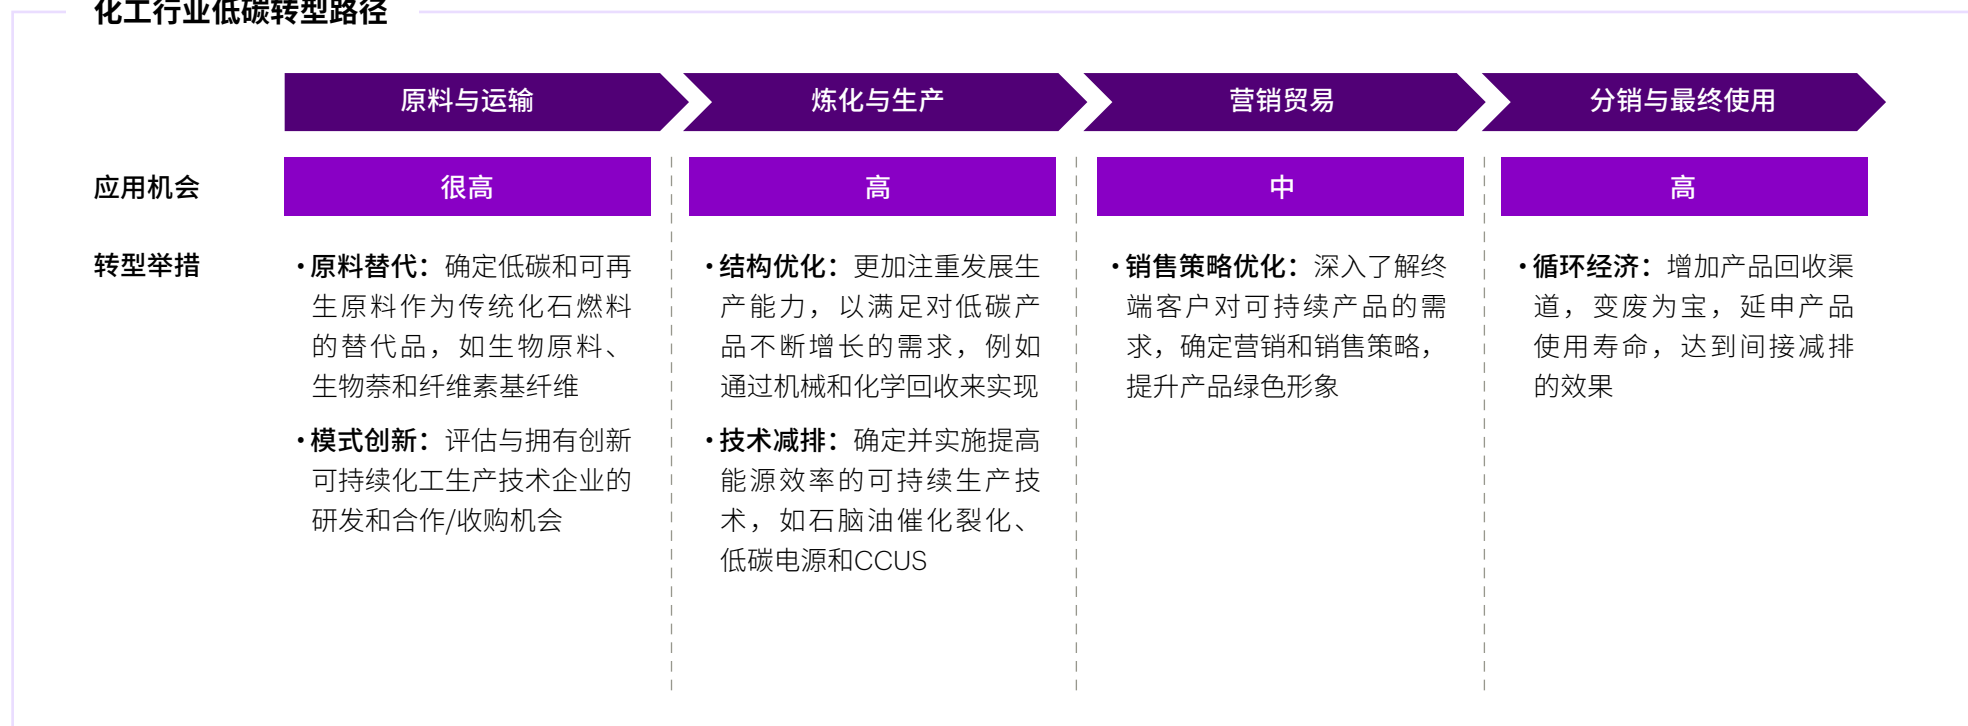 化工行业低碳转型路径
原料与运输
炼化与生产
营销贸易
分销与最终使用
应用机会
很高
高
中
高
转型举措
•原料替代：确定低碳和可再
生原料作为传统化石燃料
的替代品，如生物原料、
生物萘和纤维素基纤维
•模式创新：评估与拥有创新
可持续化工生产技术企业的
研发和合作/收购机会
•结构优化：更加注重发展生
产能力，以满足对低碳产
品不断增长的需求，例如
通过机械和化学回收来实现
•技术减排：确定并实施提高
能源效率的可持续生产技
术，如石脑油催化裂化、
低碳电源和CCUS
•销售策略优化：深入了解终
端客户对可持续产品的需
求，确定营销和销售策略，
提升产品绿色形象
•循环经济：增加产品回收渠
道，变废为宝，延申产品
使用寿命，达到间接减排
的效果